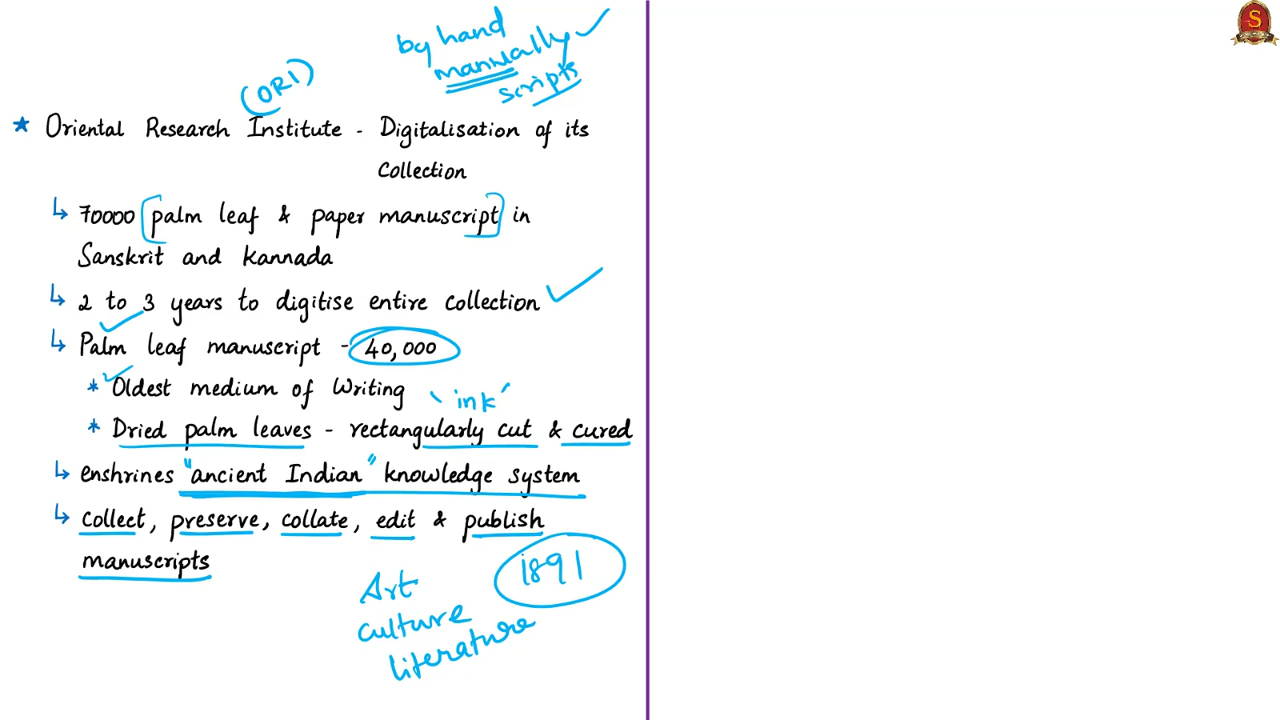 by hand
manually
scripts
(ORI)
* Oriental Research Institute - Digitalisation of its
Collection
↳ 70000 [palm leaf & paper manuscript] in
Sanskrit and Kannada
↳ 2 to 3 years to digitise entire collection
↳ Palm leaf manuscript - 40,000
* Oldest medium of Writing
'ink'
* Dried palm leaves - rectangularly cut & cured
↳ enshrines "ancient Indian" knowledge system
↳ collect, preserve, collate, edit & publish
manuscripts
1891
Art
culture
literature
S